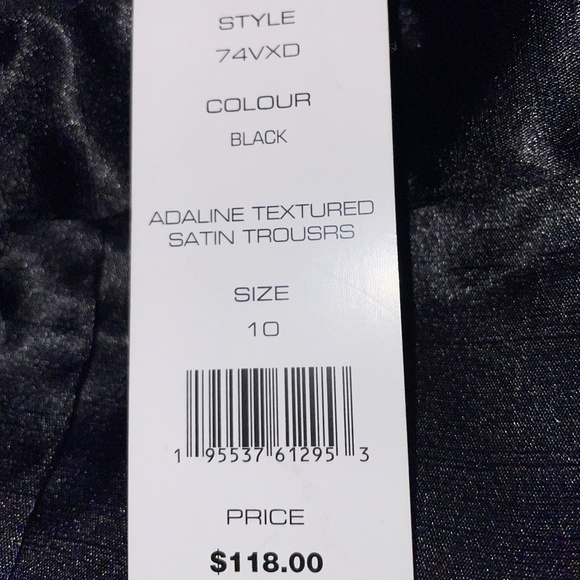 STYLE
74VXD
COLOUR
BLACK
ADALINE TEXTURED
SATIN TROUSRS
SIZE
10
1 95537 61295 3
PRICE
$118.00